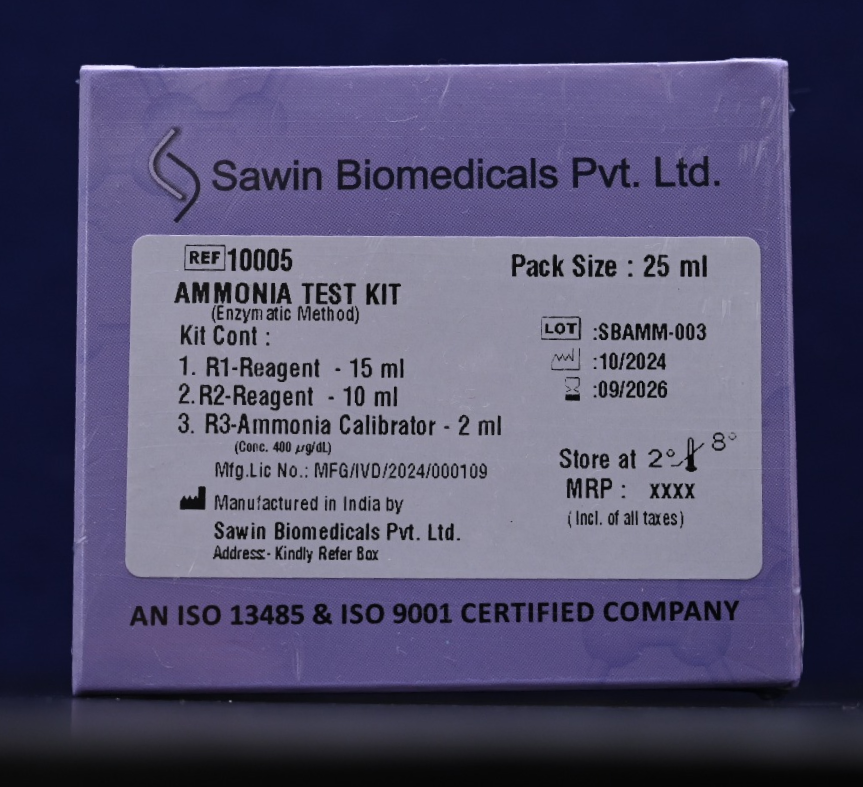 Sawin Biomedicals Pvt. Ltd.
REF 10005
Pack Size : 25 ml
AMMONIA TEST KIT
(Enzymatic Method)
Kit Cont :
1. R1-Reagent - 15 ml
2. R2-Reagent - 10 ml
3. R3-Ammonia Calibrator - 2 ml
(Conc. 400 µg/dL)
Mfg.Lic No.: MFG/IVD/2024/000109
Manufactured in India by
Sawin Biomedicals Pvt. Ltd.
Address:- Kindly Refer Box
LOT :SBAMM-003
:10/2024
:09/2026
Store at 2° 8°
MRP : xxxx
(Incl. of all taxes)
AN ISO 13485 & ISO 9001 CERTIFIED COMPANY